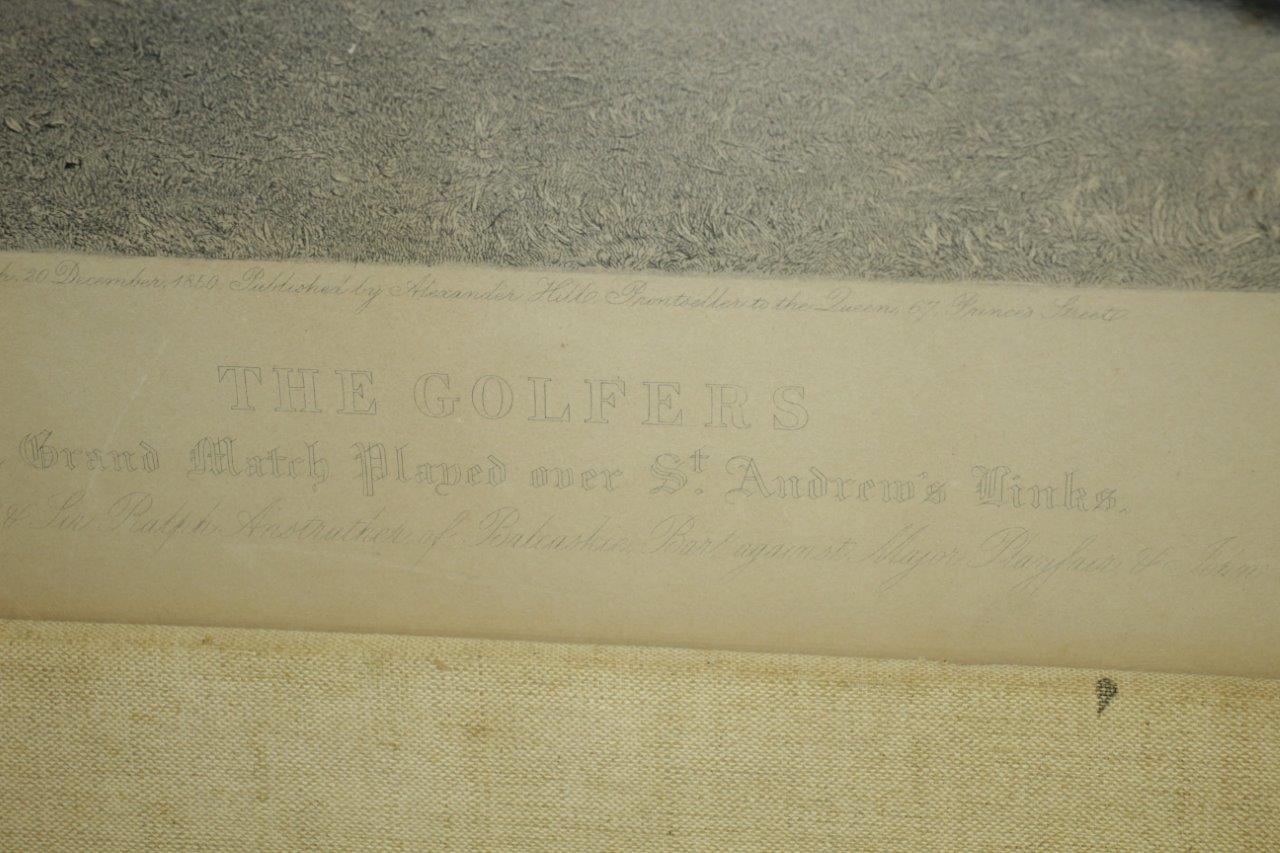 20 December, 1850 Published by Alexander Hill Printseller to the Queen, 67, Princes Street
THE GOLFERS
Grand Match Played over St. Andrew's Links.
& Sir Ralph Anstruther of Balcaskie Bart against Major Playfair & John